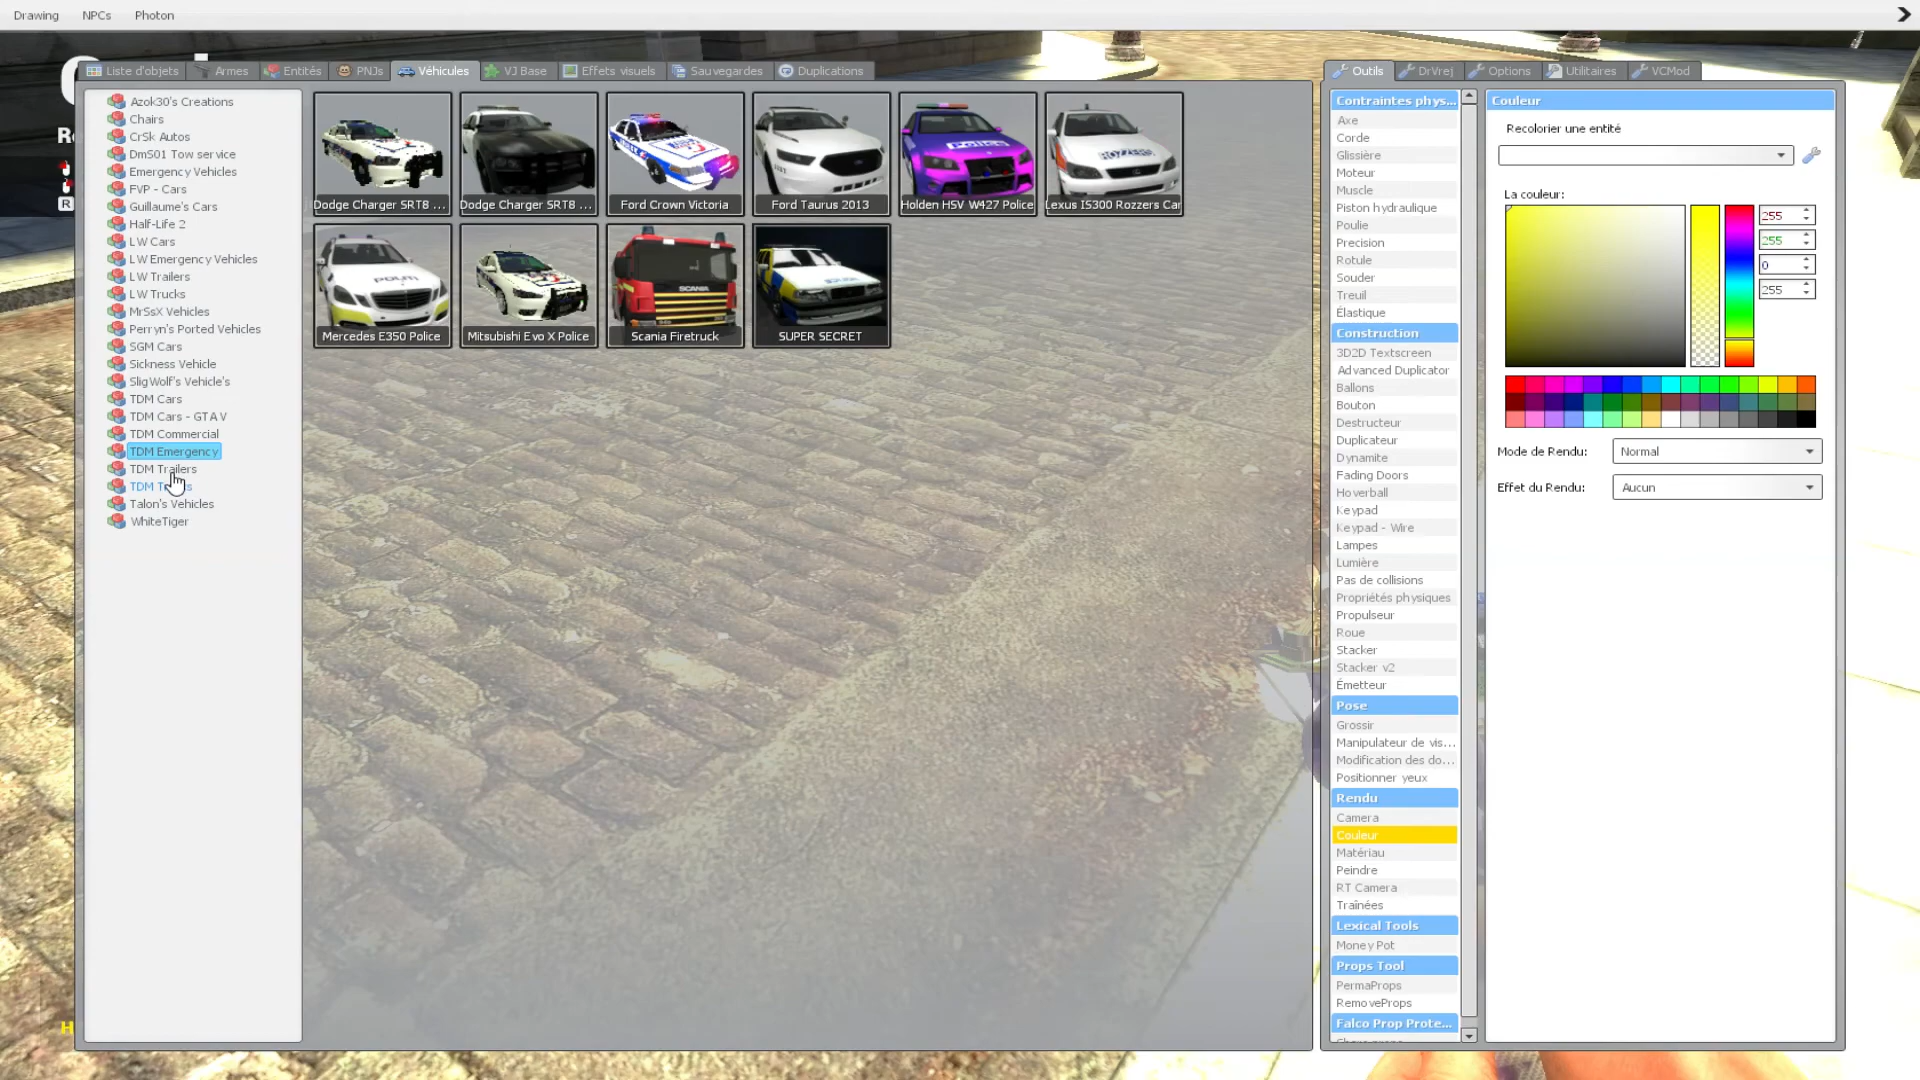 Drawing NPCs Photon
Liste d'objets Armes Entités PNJs Véhicules VJ Base Effets visuels Sauvegardes Duplications
Outils DrVrej Options Utilitaires VCMod
Azok30's Creations
Chairs
CrSk Autos
DmS01 Tow service
Emergency Vehicles
FVP - Cars
Guillaume's Cars
Half-Life 2
LW Cars
LW Emergency Vehicles
LW Trailers
LW Trucks
MrSsX Vehicles
Perryn's Ported Vehicles
SGM Cars
Sickness Vehicle
SligWolf's Vehicle's
TDM Cars
TDM Cars - GTA V
TDM Commercial
TDM Emergency
TDM Trailers
TDM
Talon's Vehicles
WhiteTiger
Dodge Charger SRT8 ... Dodge Charger SRT8 ... Ford Crown Victoria Ford Taurus 2013 Holden HSV W427 Police Lexus IS300 Rozzers Car
Mercedes E350 Police Mitsubishi Evo X Police Scania Firetruck SUPER SECRET
Contraintes phys...
Axe
Corde
Glissière
Moteur
Muscle
Piston hydraulique
Poulie
Precision
Rotule
Souder
Treuil
Élastique
Construction
3D2D Textscreen
Advanced Duplicator
Ballons
Bouton
Destructeur
Duplicateur
Dynamite
Fading Doors
Hoverball
Keypad
Keypad - Wire
Lampes
Lumière
Pas de collisions
Propriétés physiques
Propulseur
Roue
Stacker
Stacker v2
Émetteur
Pose
Grossir
Manipulateur de vis...
Modification des do...
Positionner yeux
Rendu
Camera
Couleur
Matériau
Peindre
RT Camera
Traînées
Lexical Tools
Money Pot
Props Tool
PermaProps
RemoveProps
Falco Prop Prote...
Couleur
Recolorier une entité
La couleur:
255
255
0
255
Mode de Rendu: Normal
Effet du Rendu: Aucun
R
H